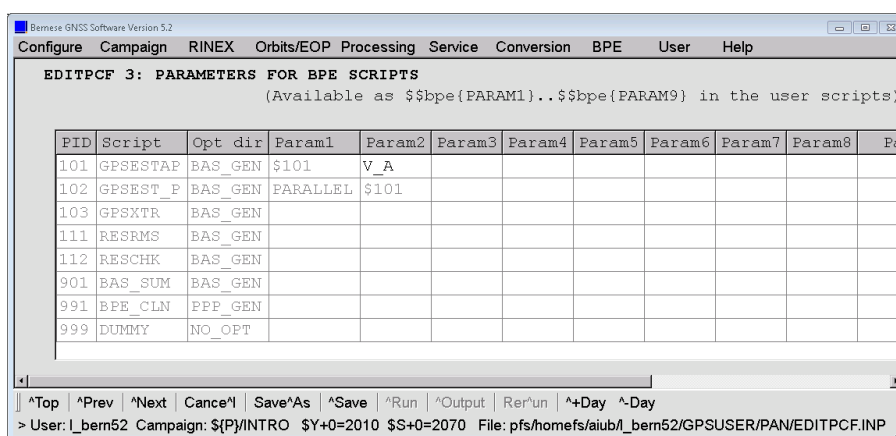 Bernese GNSS Software Version 5.2
Configure Campaign RINEX Orbits/EOP Processing Service Conversion BPE User Help
EDITPCF 3: PARAMETERS FOR BPE SCRIPTS
(Available as $$bpe{PARAM1}..$$bpe{PARAM9} in the user scripts)
PID Script Opt dir Param1 Param2 Param3 Param4 Param5 Param6 Param7 Param8 Pa
101 GPSESTAP BAS_GEN $101 V_A
102 GPSEST_P BAS_GEN PARALLEL $101
103 GPSXTR BAS_GEN
111 RESRMS BAS_GEN
112 RESCHK BAS_GEN
901 BAS_SUM BAS_GEN
991 BPE_CLN PPP_GEN
999 DUMMY NO_OPT
^Top ^Prev ^Next Cance^l Save^As ^Save ^Run ^Output Rer^un ^+Day ^-Day
> User: l_bern52 Campaign: ${P}/INTRO $Y+0=2010 $S+0=2070 File: pfs/homefs/aiub/l_bern52/GPSUSER/PAN/EDITPCF.INP